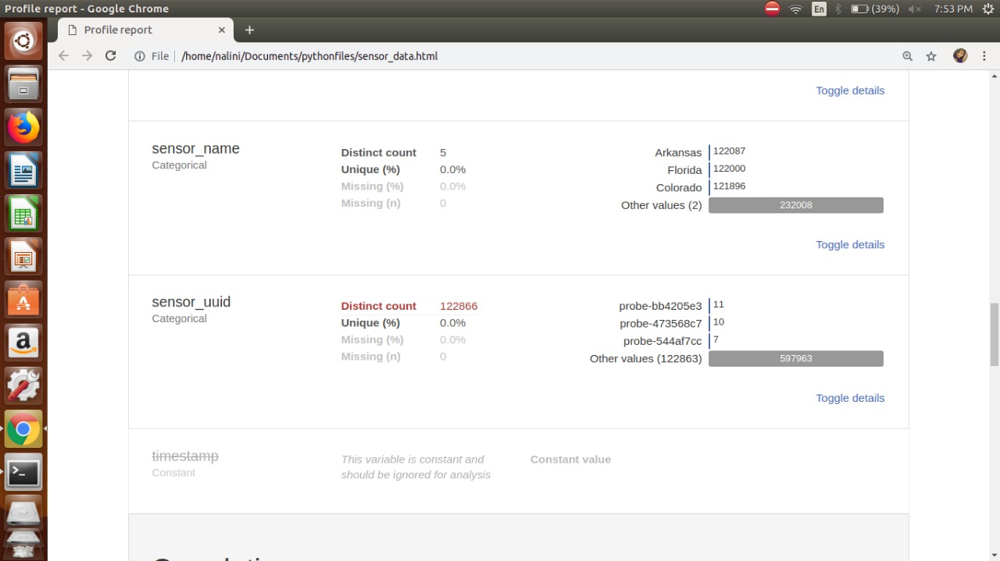 Profile report - Google Chrome
En
(39%)
7:53 PM
Profile report
File
/home/nalini/Documents/pythonfiles/sensor_data.html
Toggle details
sensor_name
Categorical
Distinct count 5
Unique (%) 0.0%
Missing (%) 0.0%
Missing (n) 0
Arkansas 122087
Florida 122000
Colorado 121896
Other values (2) 232008
Toggle details
sensor_uuid
Categorical
Distinct count 122866
Unique (%) 0.0%
Missing (%) 0.0%
Missing (n) 0
probe-bb4205e3 11
probe-473568c7 10
probe-544af7cc 7
Other values (122863) 597963
Toggle details
timestamp
Constant
This variable is constant and
should be ignored for analysis
Constant value